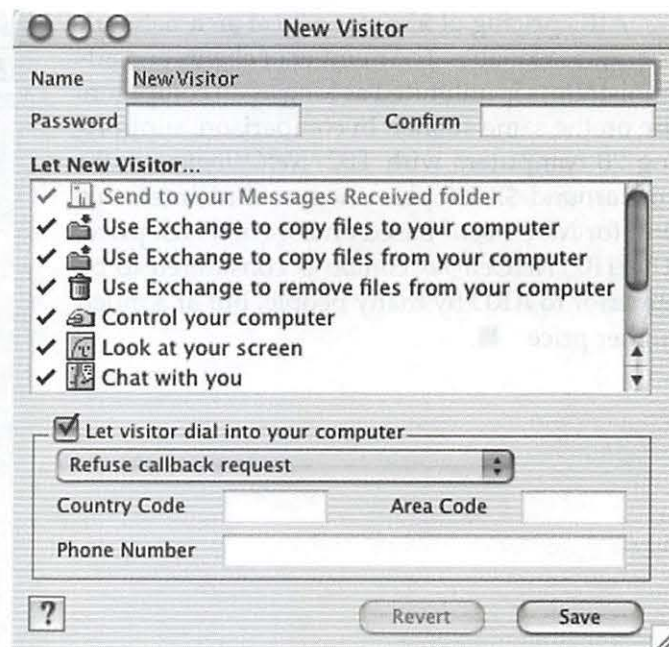 New Visitor
Name New Visitor
Password Confirm
Let New Visitor...
Send to your Messages Received folder
Use Exchange to copy files to your computer
Use Exchange to copy files from your computer
Use Exchange to remove files from your computer
Control your computer
Look at your screen
Chat with you
Let visitor dial into your computer
Refuse callback request
Country Code Area Code
Phone Number
? Revert Save